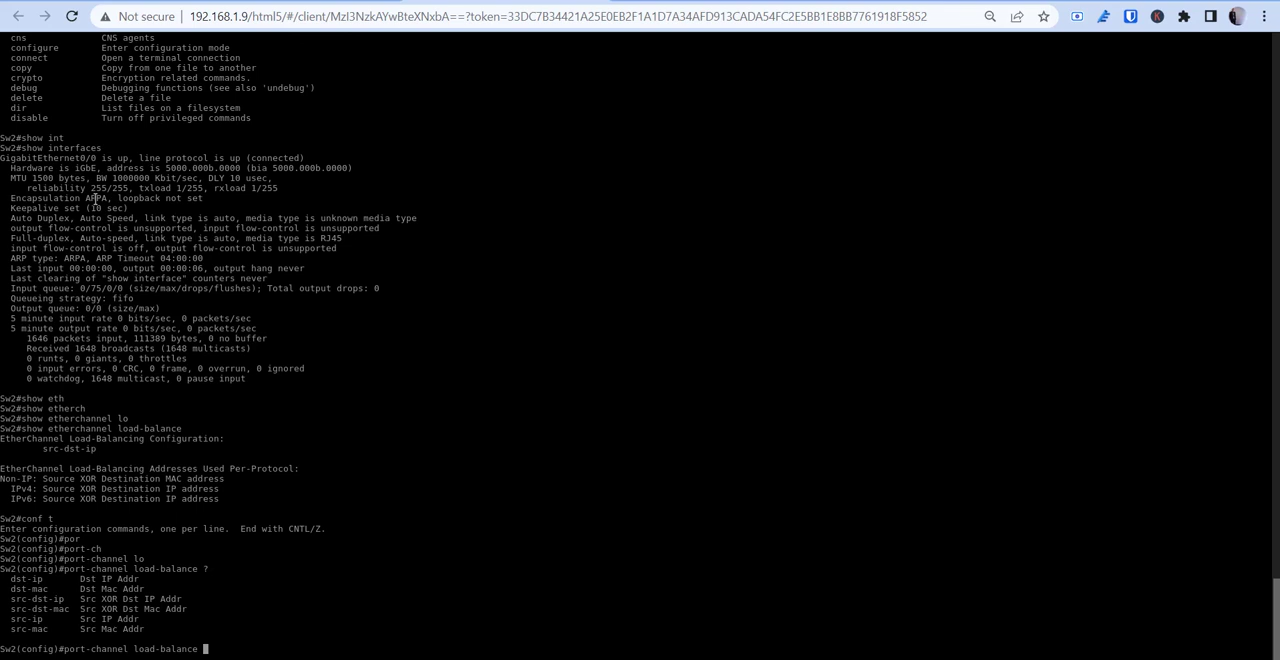 Not secure 192.168.1.9/html5/#/client/MzI3NzkAYwBteXNxbA==?token=33DC7B34421A25E0EB2F1A1D7A34AFD913CADA54FC2E5BB1E8BB7761918F5852
cns CNS agents
configure Enter configuration mode
connect Open a terminal connection
copy Copy from one file to another
crypto Encryption related commands.
debug Debugging functions (see also 'undebug')
delete Delete a file
dir List files on a filesystem
disable Turn off privileged commands
Sw2#show int
Sw2#show interfaces
GigabitEthernet0/0 is up, line protocol is up (connected)
Hardware is iGbE, address is 5000.000b.0000 (bia 5000.000b.0000)
MTU 1500 bytes, BW 1000000 Kbit/sec, DLY 10 usec,
reliability 255/255, txload 1/255, rxload 1/255
Encapsulation ARPA, loopback not set
Keepalive set (10 sec)
Auto Duplex, Auto Speed, link type is auto, media type is unknown media type
output flow-control is unsupported, input flow-control is unsupported
Full-duplex, Auto-speed, link type is auto, media type is RJ45
input flow-control is off, output flow-control is unsupported
ARP type: ARPA, ARP Timeout 04:00:00
Last input 00:00:00, output 00:00:06, output hang never
Last clearing of "show interface" counters never
Input queue: 0/75/0/0 (size/max/drops/flushes); Total output drops: 0
Queueing strategy: fifo
Output queue: 0/0 (size/max)
5 minute input rate 0 bits/sec, 0 packets/sec
5 minute output rate 0 bits/sec, 0 packets/sec
1646 packets input, 111389 bytes, 0 no buffer
Received 1648 broadcasts (1648 multicasts)
0 runts, 0 giants, 0 throttles
0 input errors, 0 CRC, 0 frame, 0 overrun, 0 ignored
0 watchdog, 1648 multicast, 0 pause input
Sw2#show eth
Sw2#show etherch
Sw2#show etherchannel lo
Sw2#show etherchannel load-balance
EtherChannel Load-Balancing Configuration:
src-dst-ip
EtherChannel Load-Balancing Addresses Used Per-Protocol:
Non-IP: Source XOR Destination MAC address
IPv4: Source XOR Destination IP address
IPv6: Source XOR Destination IP address
Sw2#conf t
Enter configuration commands, one per line. End with CNTL/Z.
Sw2(config)#por
Sw2(config)#port-ch
Sw2(config)#port-channel lo
Sw2(config)#port-channel load-balance ?
dst-ip Dst IP Addr
dst-mac Dst Mac Addr
src-dst-ip Src XOR Dst IP Addr
src-dst-mac Src XOR Dst Mac Addr
src-ip Src IP Addr
src-mac Src Mac Addr
Sw2(config)#port-channel load-balance